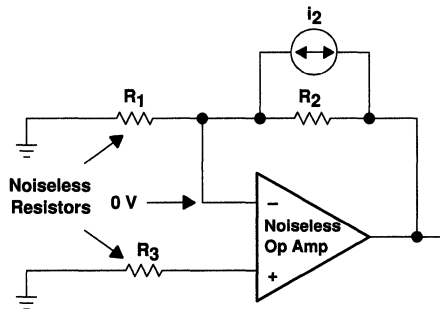 i2
R1
R2
Noiseless
Resistors
0 V
−
Noiseless
Op Amp
R3
+